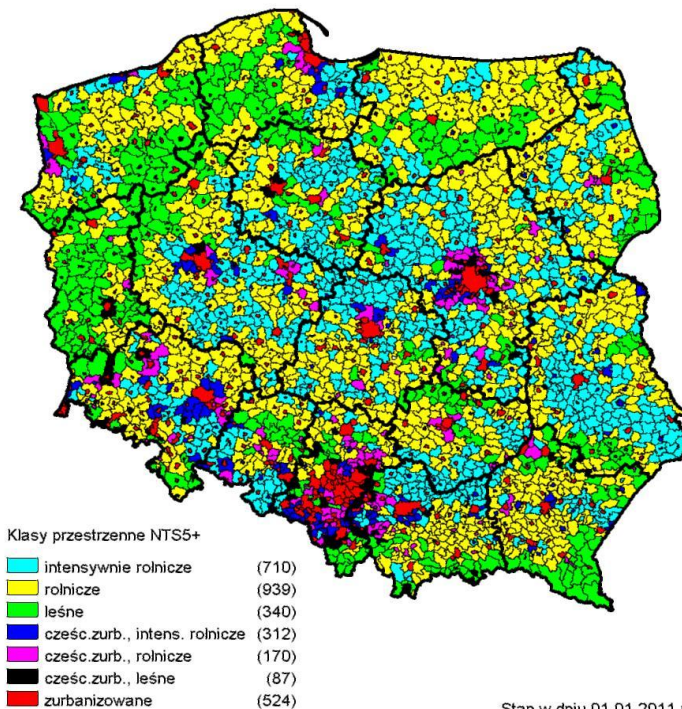 Klasy przestrzenne NTS5+
intensywnie rolnicze (710)
rolnicze (939)
leśne (340)
cześc.zurb., intens. rolnicze (312)
cześc.zurb., rolnicze (170)
cześc.zurb., leśne (87)
zurbanizowane (524)
Stan w dniu 01.01.2011